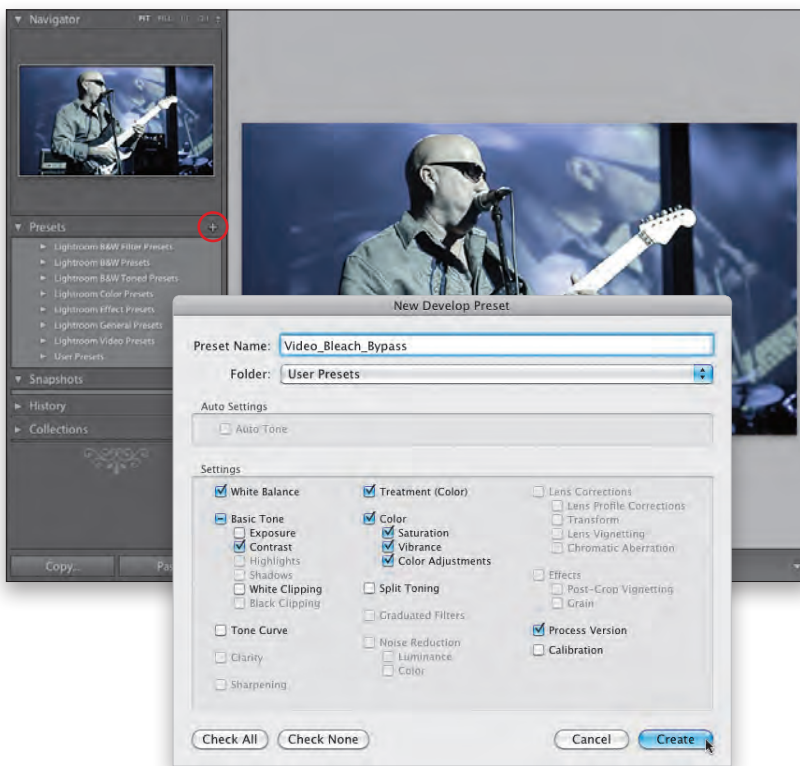 Navigator
FIT FILL
Presets
Lightroom B&W Filter Presets
Lightroom B&W Presets
Lightroom B&W Toned Presets
Lightroom Color Presets
Lightroom Effect Presets
Lightroom General Presets
Lightroom Video Presets
User Presets
Snapshots
History
Collections
Copy...
New Develop Preset
Preset Name: Video_Bleach_Bypass
Folder: User Presets
Auto Settings
Auto Tone
Settings
White Balance
Basic Tone
Exposure
Contrast
Highlights
Shadows
White Clipping
Black Clipping
Tone Curve
Clarity
Sharpening
Treatment (Color)
Color
Saturation
Vibrance
Color Adjustments
Split Toning
Graduated Filters
Noise Reduction
Luminance
Color
Lens Corrections
Lens Profile Corrections
Transform
Lens Vignetting
Chromatic Aberration
Effects
Post-Crop Vignetting
Grain
Process Version
Calibration
Check All
Check None
Cancel
Create